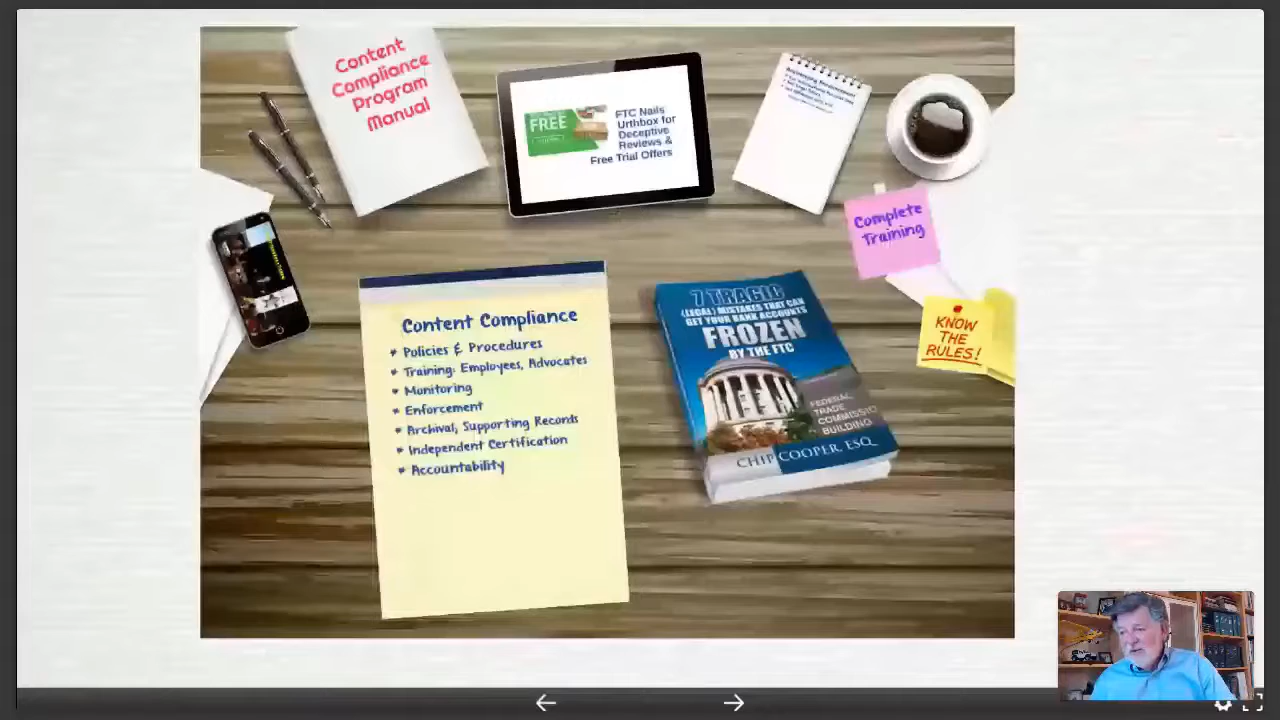 Content
Compliance
Program
Manual
FREE
FTC Nails
Urthbox for
Deceptive
Reviews &
Free Trial Offers
Complete
Training
KNOW
THE
RULES!
Content Compliance
* Policies & Procedures
* Training: Employees, Advocates
* Monitoring
* Enforcement
* Archival, Supporting Records
* Independent Certification
* Accountability
7 TRAGIC
(LEGAL) MISTAKES THAT CAN
GET YOUR BANK ACCOUNTS
FROZEN
BY THE FTC
FEDERAL
TRADE
COMMISSIO
BUILDING
CHIP COOPER, ESQ.